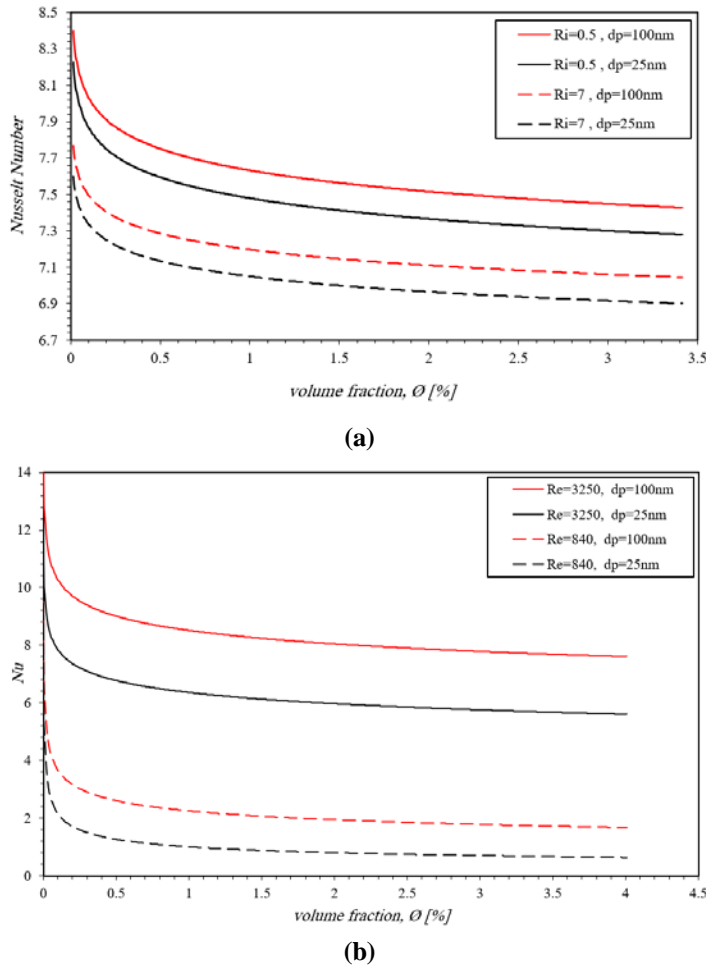 8.5
8.3
8.1
7.9
7.7
7.5
7.3
7.1
6.9
6.7
Nusselt Number
Ri=0.5 , dp=100nm
Ri=0.5 , dp=25nm
Ri=7 , dp=100nm
Ri=7 , dp=25nm
0 0.5 1 1.5 2 2.5 3 3.5
volume fraction, Ø [%]
(a)
14
12
10
8
6
4
2
0
Nu
Re=3250, dp=100nm
Re=3250, dp=25nm
Re=840, dp=100nm
Re=840, dp=25nm
0 0.5 1 1.5 2 2.5 3 3.5 4 4.5
volume fraction, Ø [%]
(b)